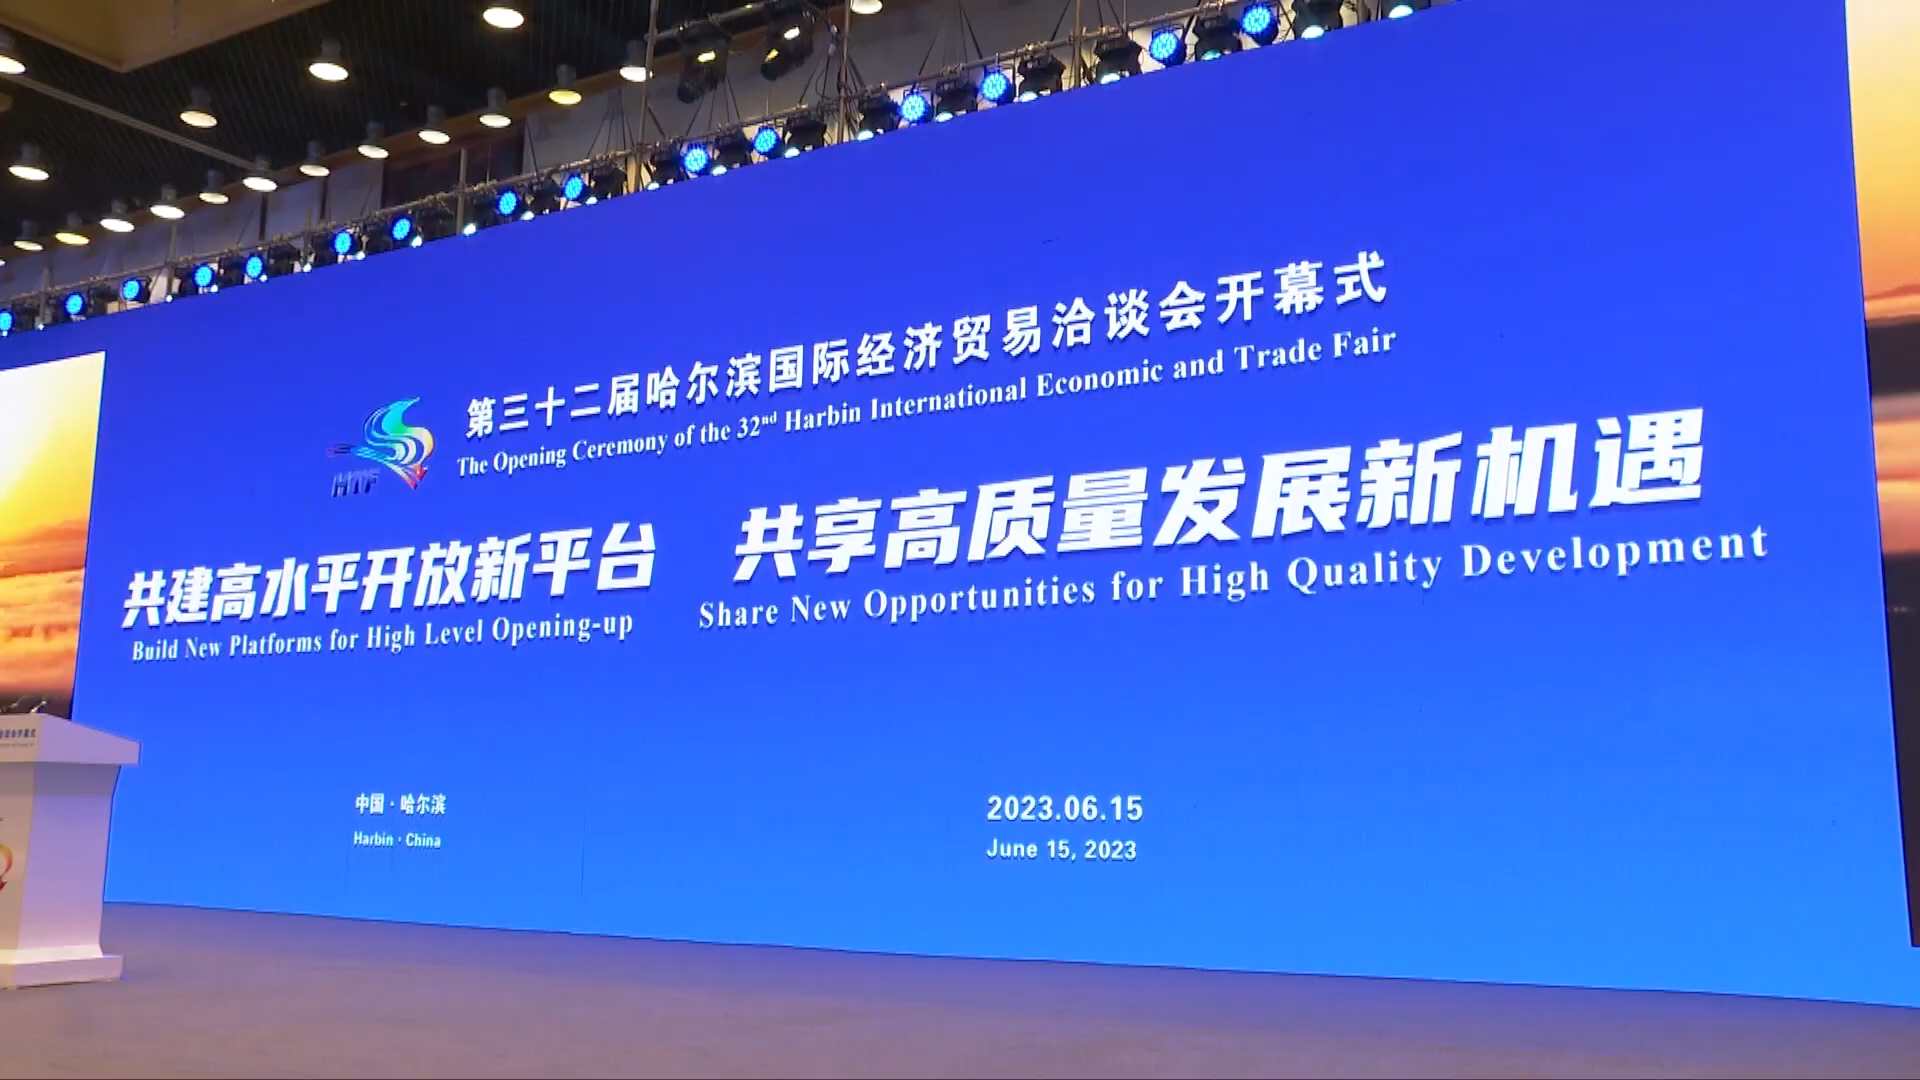 第三十二届哈尔滨国际经济贸易洽谈会开幕式
The Opening Ceremony of the 32nd Harbin International Economic and Trade Fair
HTF
共建高水平开放新平台 共享高质量发展新机遇
Build New Platforms for High Level Opening-up Share New Opportunities for High Quality Development
中国·哈尔滨
Harbin · China
2023.06.15
June 15, 2023